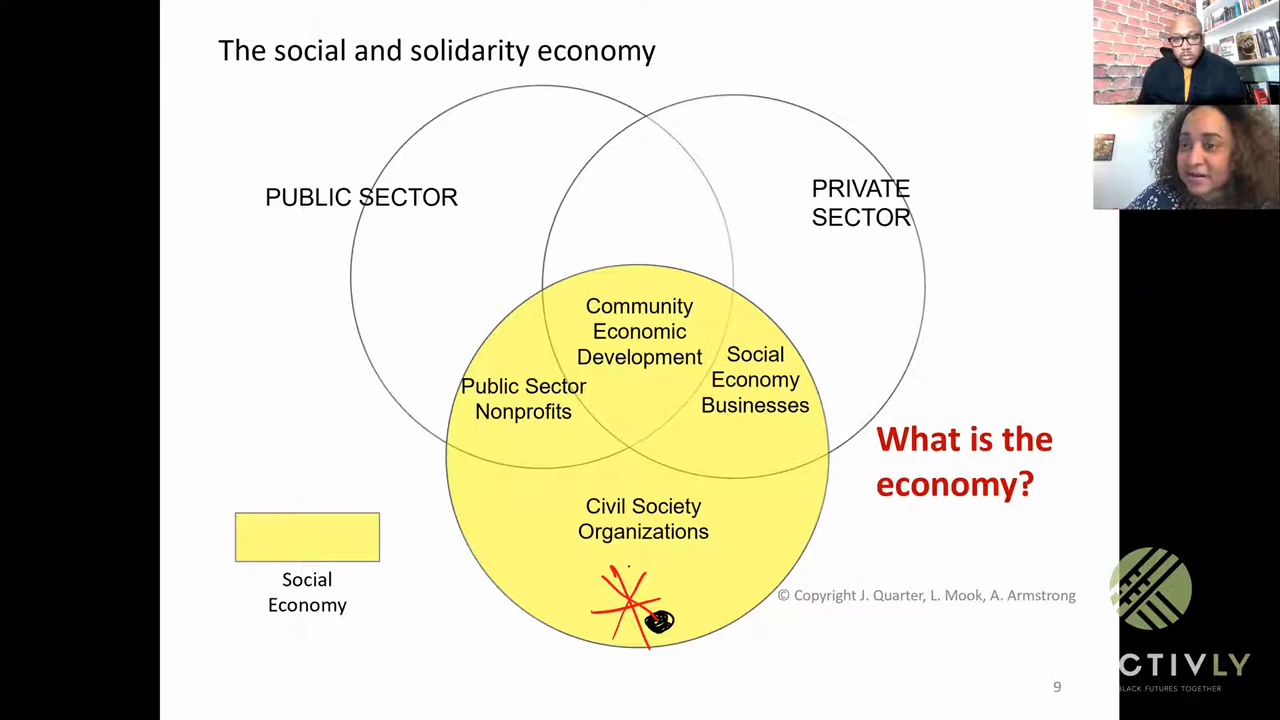 The social and solidarity economy
PUBLIC SECTOR
PRIVATE
SECTOR
Community
Economic
Development
Social
Economy
Businesses
Public Sector
Nonprofits
What is the
economy?
Civil Society
Organizations
Social
Economy
© Copyright J. Quarter, L. Mook, A. Armstrong
9
CTIVLY
BLACK FUTURES TOGETHER